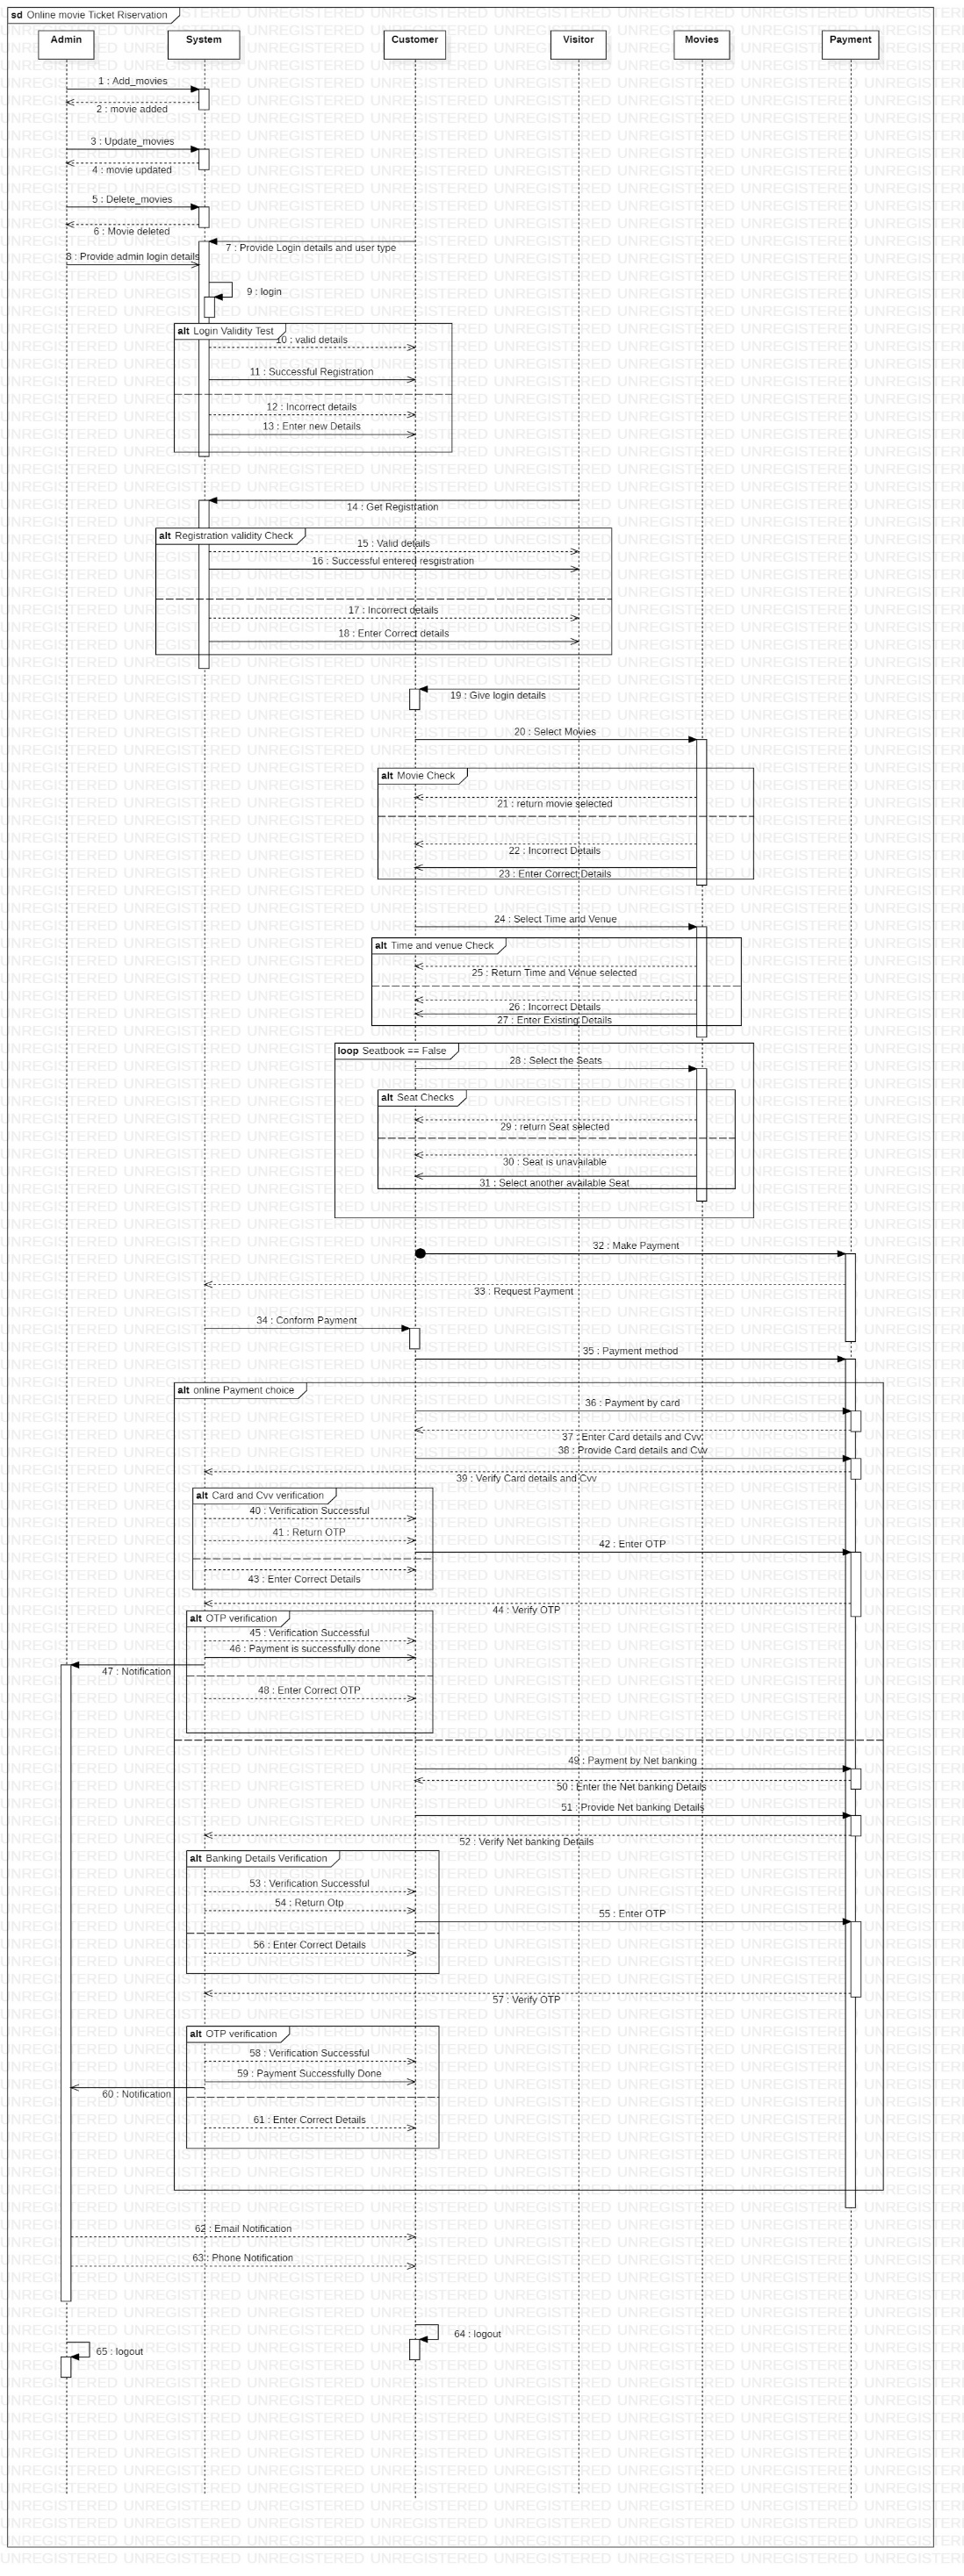 sd Online movie Ticket Riservation
Admin System Customer Visitor Movies Payment
1 : Add_movies
2 : movie added
3 : Update_movies
4 : movie updated
5 : Delete_movies
6 : Movie deleted
7 : Provide Login details and user type
8 : Provide admin login details
9 : login
alt Login Validity Test
10 : valid details
11 : Successful Registration
12 : Incorrect details
13 : Enter new Details
14 : Get Registration
alt Registration validity Check
15 : Valid details
16 : Successful entered resgistration
17 : Incorrect details
18 : Enter Correct details
19 : Give login details
20 : Select Movies
alt Movie Check
21 : return movie selected
22 : Incorrect Details
23 : Enter Correct Details
24 : Select Time and Venue
alt Time and venue Check
25 : Return Time and Venue selected
26 : Incorrect Details
27 : Enter Existing Details
loop Seatbook == False
28 : Select the Seats
alt Seat Checks
29 : return Seat selected
30 : Seat is unavailable
31 : Select another available Seat
32 : Make Payment
33 : Request Payment
34 : Conform Payment
35 : Payment method
alt online Payment choice
36 : Payment by card
37 : Enter Card details and Cvv
38 : Provide Card details and Cvv
39 : Verify Card details and Cvv
alt Card and Cvv verification
40 : Verification Successful
41 : Return OTP
42 : Enter OTP
43 : Enter Correct Details
44 : Verify OTP
alt OTP verification
45 : Verification Successful
46 : Payment is successfully done
47 : Notification
48 : Enter Correct OTP
49 : Payment by Net banking
50 : Enter the Net banking Details
51 : Provide Net banking Details
52 : Verify Net banking Details
alt Banking Details Verification
53 : Verification Successful
54 : Return Otp
55 : Enter OTP
56 : Enter Correct Details
57 : Verify OTP
alt OTP verification
58 : Verification Successful
59 : Payment Successfully Done
60 : Notification
61 : Enter Correct Details
62 : Email Notification
63 : Phone Notification
64 : logout
65 : logout
UNREGISTERED UNREGISTERED UNREGISTERED UNREGISTERED UNREGISTERED UNREGISTERED UNREGISTERED